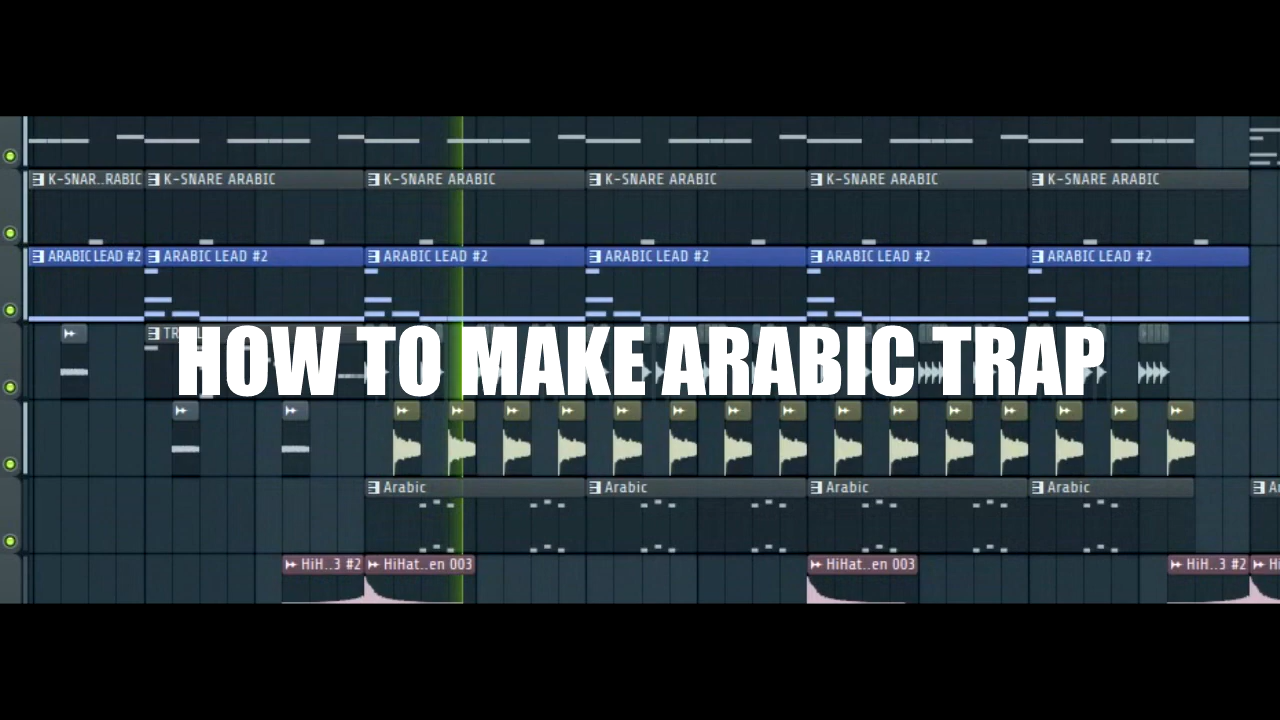 K-SNAR..RABIC K-SNARE ARABIC K-SNARE ARABIC K-SNARE ARABIC K-SNARE ARABIC K-SNARE ARABIC
ARABIC LEAD #2 ARABIC LEAD #2 ARABIC LEAD #2 ARABIC LEAD #2 ARABIC LEAD #2 ARABIC LEAD #2
HOW TO MAKE ARABIC TRAP
Arabic Arabic Arabic Arabic
HiH..3 #2 HiHat..en 003 HiHat..en 003 HiH..3 #2